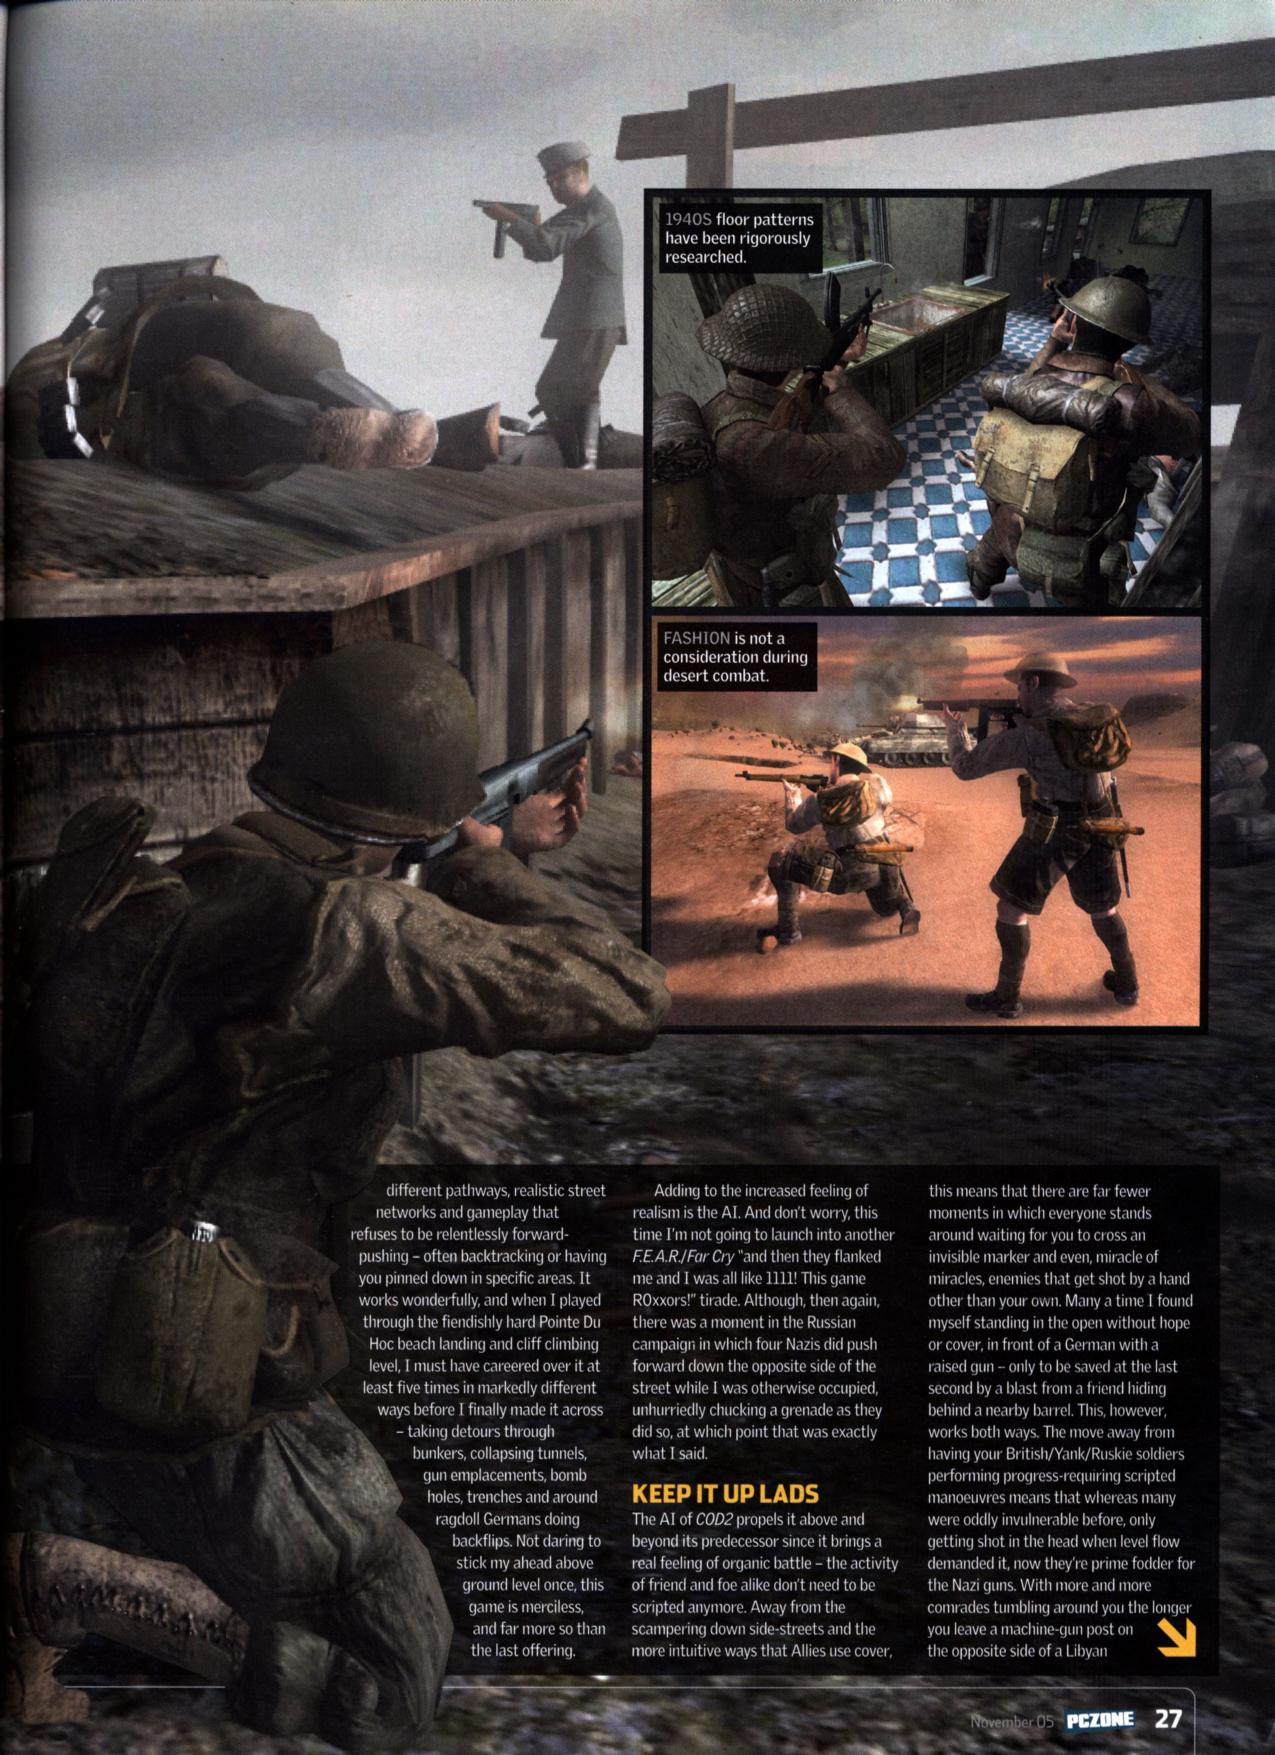 1940S floor patterns
have been rigorously
researched.
FASHION is not a
consideration during
desert combat.
different pathways, realistic street
networks and gameplay that
refuses to be relentlessly forward-
pushing – often backtracking or having
you pinned down in specific areas. It
works wonderfully, and when I played
through the fiendishly hard Pointe Du
Hoc beach landing and cliff climbing
level, I must have careered over it at
least five times in markedly different
ways before I finally made it across
– taking detours through
bunkers, collapsing tunnels,
gun emplacements, bomb
holes, trenches and around
ragdoll Germans doing
backflips. Not daring to
stick my ahead above
ground level once, this
game is merciless,
and far more so than
the last offering.
Adding to the increased feeling of
realism is the AI. And don't worry, this
time I'm not going to launch into another
F.E.A.R./Far Cry "and then they flanked
me and I was all like 1111! This game
R0xxors!" tirade. Although, then again,
there was a moment in the Russian
campaign in which four Nazis did push
forward down the opposite side of the
street while I was otherwise occupied,
unhurriedly chucking a grenade as they
did so, at which point that was exactly
what I said.
KEEP IT UP LADS
The AI of COD2 propels it above and
beyond its predecessor since it brings a
real feeling of organic battle – the activity
of friend and foe alike don't need to be
scripted anymore. Away from the
scampering down side-streets and the
more intuitive ways that Allies use cover,
this means that there are far fewer
moments in which everyone stands
around waiting for you to cross an
invisible marker and even, miracle of
miracles, enemies that get shot by a hand
other than your own. Many a time I found
myself standing in the open without hope
or cover, in front of a German with a
raised gun – only to be saved at the last
second by a blast from a friend hiding
behind a nearby barrel. This, however,
works both ways. The move away from
having your British/Yank/Ruskie soldiers
performing progress-requiring scripted
manoeuvres means that whereas many
were oddly invulnerable before, only
getting shot in the head when level flow
demanded it, now they're prime fodder for
the Nazi guns. With more and more
comrades tumbling around you the longer
you leave a machine-gun post on
the opposite side of a Libyan
November 05 PCZONE 27